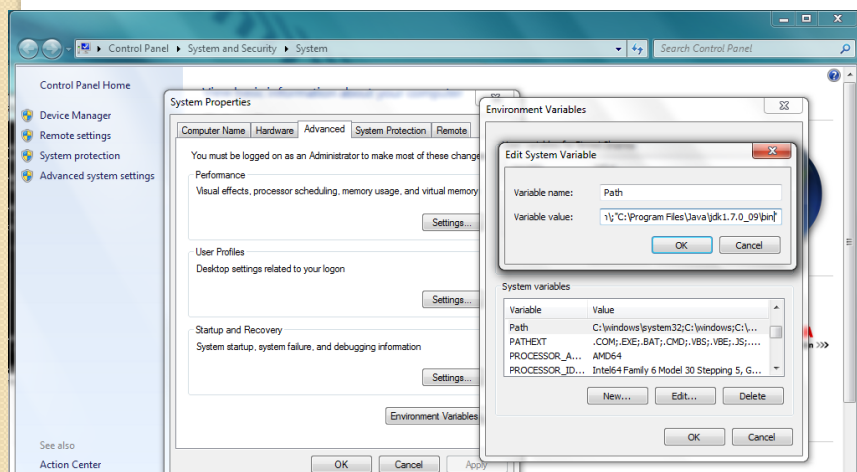 Control Panel ▸ System and Security ▸ System
Search Control Panel
Control Panel Home
Device Manager
Remote settings
System protection
Advanced system settings
See also
Action Center
System Properties
Computer Name Hardware Advanced System Protection Remote
You must be logged on as an Administrator to make most of these change
Performance
Visual effects, processor scheduling, memory usage, and virtual memory
Settings...
User Profiles
Desktop settings related to your logon
Settings...
Startup and Recovery
System startup, system failure, and debugging information
Settings...
Environment Variables
OK Cancel Apply
Environment Variables
Edit System Variable
Variable name: Path
Variable value: \;"C:\Program Files\Java\jdk1.7.0_09\bin"
OK Cancel
System variables
Variable Value
Path C:\windows\system32;C:\windows;C:\...
PATHEXT .COM;.EXE;.BAT;.CMD;.VBS;.VBE;.JS;....
PROCESSOR_A... AMD64
PROCESSOR_ID... Intel64 Family 6 Model 30 Stepping 5, G...
New... Edit... Delete
OK Cancel